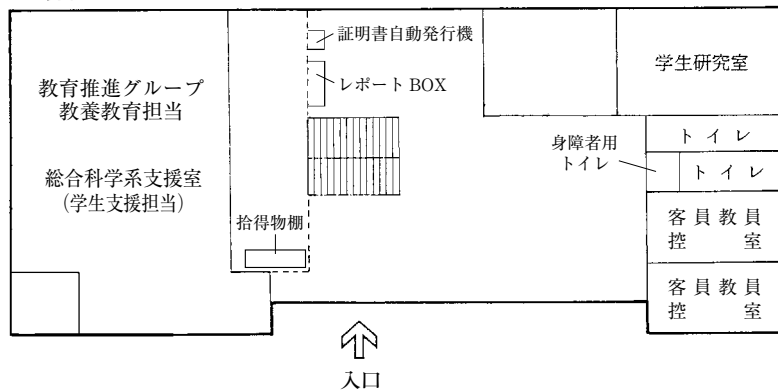 証明書自動発行機
レポート BOX
教育推進グループ
教養教育担当
総合科学系支援室
(学生支援担当)
拾得物棚
学生研究室
身障者用
トイレ
トイレ
トイレ
客員教員
控室
客員教員
控室
入口